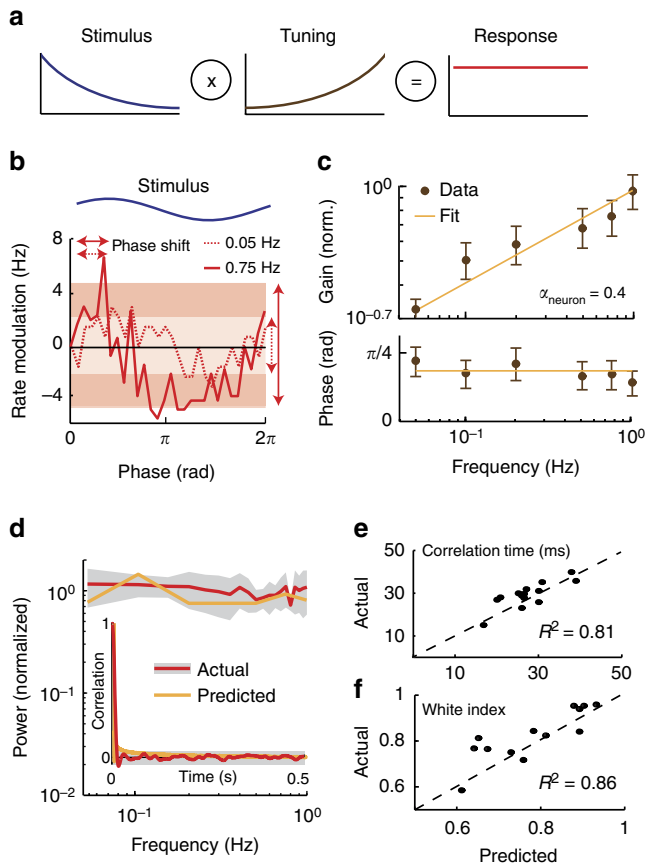 a
Stimulus
Tuning
Response
x
=
b
Stimulus
Rate modulation (Hz)
8
4
0
−4
Phase shift
0.05 Hz
0.75 Hz
0
π
2π
Phase (rad)
c
Gain (norm.)
10^0
10^−0.7
Data
Fit
α_neuron = 0.4
Phase (rad)
π/4
0
10^−1
10^0
Frequency (Hz)
d
Power (normalized)
10^0
10^−1
10^−2
Correlation
1
0
0
Time (s)
0.5
Actual
Predicted
10^−1
10^0
Frequency (Hz)
e
Correlation time (ms)
Actual
50
30
10
R² = 0.81
10
30
50
f
White index
Actual
1
0.8
0.6
R² = 0.86
0.6
0.8
1
Predicted